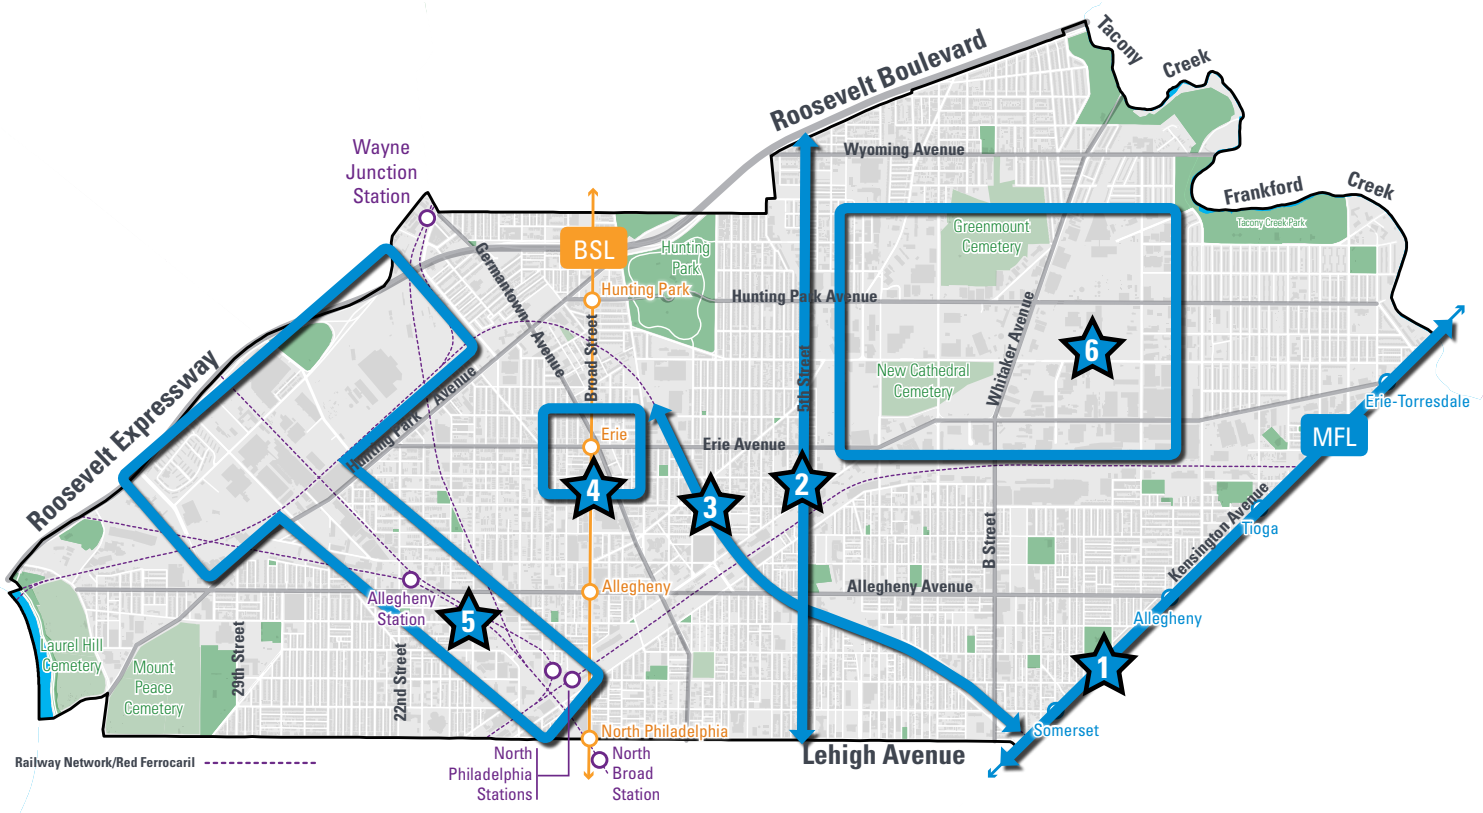 Tacony
Creek
Roosevelt Boulevard
Wyoming Avenue
Wayne
Junction
Station
Frankford
Creek
Tacony Creek Park
Greenmount
Cemetery
BSL
Hunting
Park
Germantown Avenue
Hunting Park
Hunting Park Avenue
Broad Street
5th Street
Whitaker Avenue
6
New Cathedral
Cemetery
Erie-Torresdale
MFL
Roosevelt Expressway
Hunting Park Avenue
Erie
Erie Avenue
4
3
2
Kensington Avenue
Tioga
B Street
Allegheny
Allegheny Avenue
Allegheny
Station
Allegheny
5
1
Laurel Hill
Cemetery
Mount
Peace
Cemetery
29th Street
22nd Street
North Philadelphia
Somerset
Lehigh Avenue
Railway Network/Red Ferrocaril
North
Philadelphia
Stations
North
Broad
Station